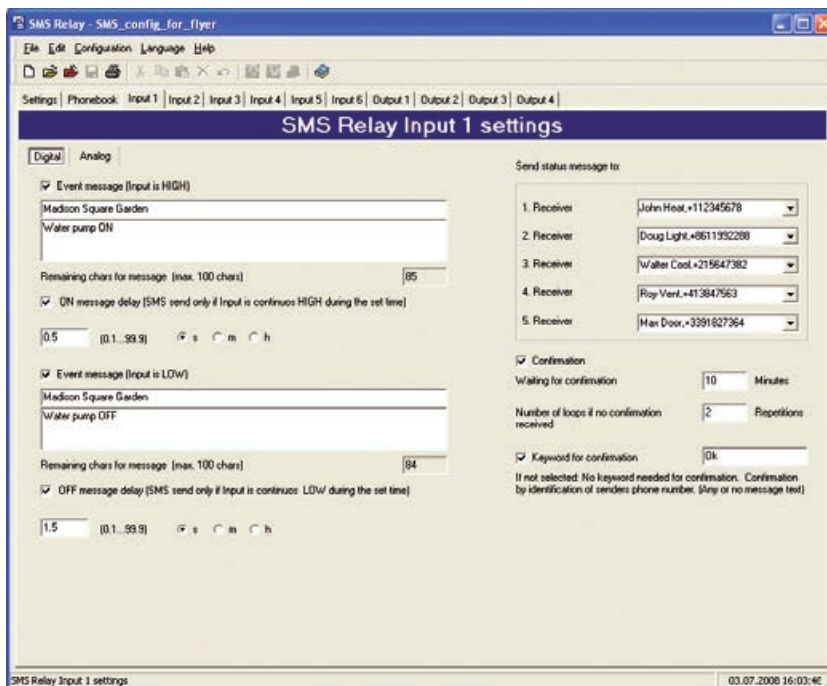 SMS Relay - SMS_config_for_flyer
File Edit Configuration Language Help
Settings Phonebook Input 1 Input 2 Input 3 Input 4 Input 5 Input 6 Output 1 Output 2 Output 3 Output 4
SMS Relay Input 1 settings
Digital Analog
Event message (Input is HIGH)
Madison Square Garden
Water pump ON
Remaining chars for message (max. 100 chars) 85
ON message delay (SMS send only if Input is continuos HIGH during the set time)
0.5 (0.1...99.9) s m h
Event message (Input is LOW)
Madison Square Garden
Water pump OFF
Remaining chars for message (max. 100 chars) 84
OFF message delay (SMS send only if Input is continuos LOW during the set time)
1.5 (0.1...99.9) s m h
Send status message to:
1. Receiver John Heat,+112345678
2. Receiver Doug Light,+8611992288
3. Receiver Walter Cool,+215647382
4. Receiver Roy Vent,+413847563
5. Receiver Max Door,+3391827364
Confirmation
Waiting for confirmation 10 Minutes
Number of loops if no confirmation received 2 Repetitions
Keyword for confirmation Ok
If not selected: No keyword needed for confirmation. Confirmation
by identification of senders phone number. (Any or no message text)
SMS Relay Input 1 settings 03.07.2008 16:03:46